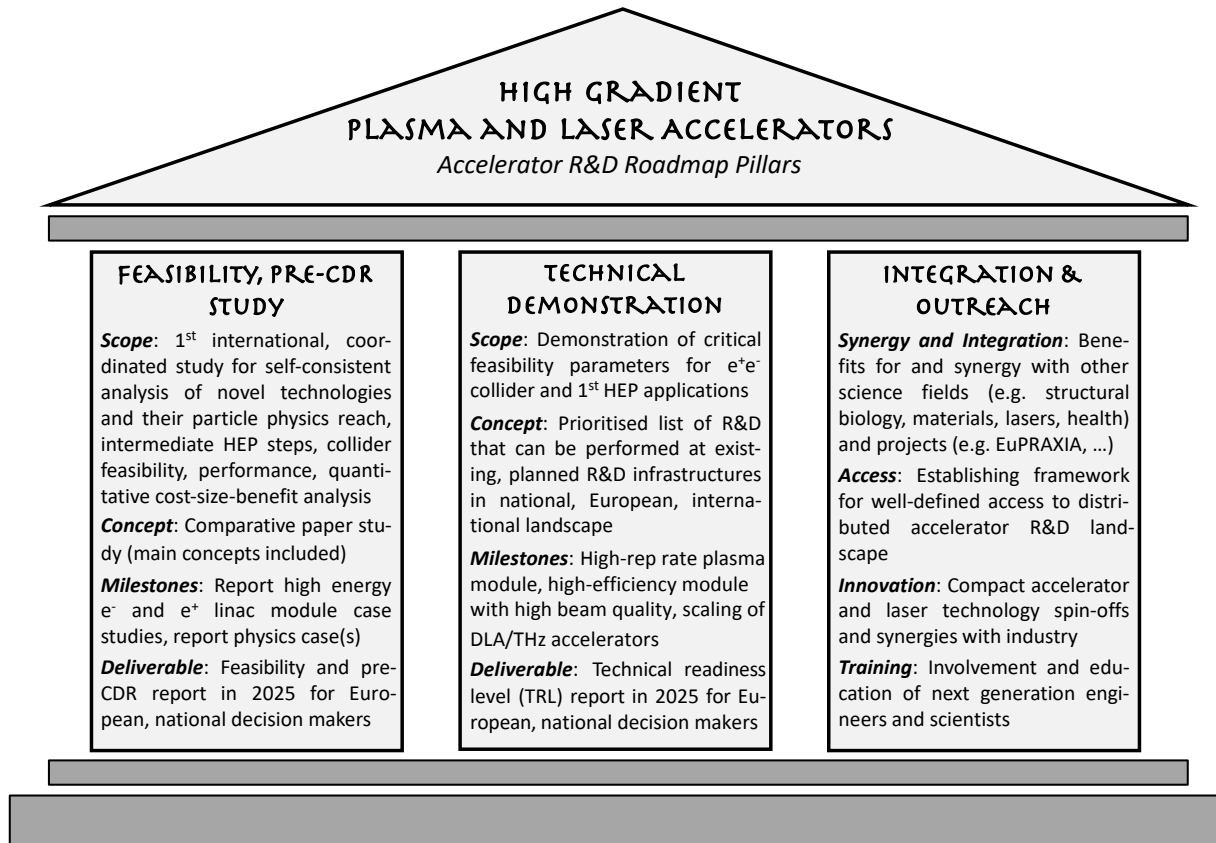 HIGH GRADIENT
PLASMA AND LASER ACCELERATORS
Accelerator R&D Roadmap Pillars
FEASIBILITY, PRE-CDR
STUDY
Scope: 1st international, coor-
dinated study for self-consistent
analysis of novel technologies
and their particle physics reach,
intermediate HEP steps, collider
feasibility, performance, quanti-
tative cost-size-benefit analysis
Concept: Comparative paper stu-
dy (main concepts included)
Milestones: Report high energy
e- and e+ linac module case
studies, report physics case(s)
Deliverable: Feasibility and pre-
CDR report in 2025 for Euro-
pean, national decision makers
TECHNICAL
DEMONSTRATION
Scope: Demonstration of critical
feasibility parameters for e+e-
collider and 1st HEP applications
Concept: Prioritised list of R&D
that can be performed at exist-
ing, planned R&D infrastructures
in national, European, interna-
tional landscape
Milestones: High-rep rate plasma
module, high-efficiency module
with high beam quality, scaling of
DLA/THz accelerators
Deliverable: Technical readiness
level (TRL) report in 2025 for Eu-
ropean, national decision makers
INTEGRATION &
OUTREACH
Synergy and Integration: Bene-
fits for and synergy with other
science fields (e.g. structural
biology, materials, lasers, health)
and projects (e.g. EuPRAXIA, …)
Access: Establishing framework
for well-defined access to distri-
buted accelerator R&D land-
scape
Innovation: Compact accelerator
and laser technology spin-offs
and synergies with industry
Training: Involvement and edu-
cation of next generation engi-
neers and scientists